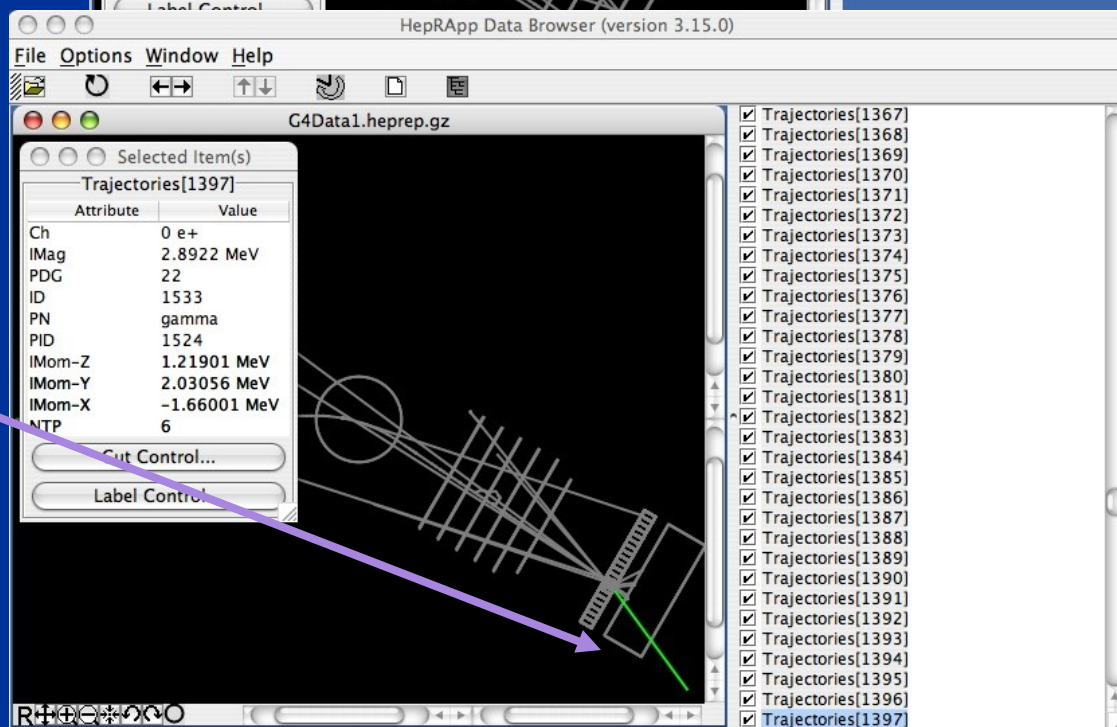 Label Control
HepRApp Data Browser (version 3.15.0)
File Options Window Help
G4Data1.heprep.gz
Selected Item(s)
Trajectories[1397]
Attribute Value
Ch 0 e+
IMag 2.8922 MeV
PDG 22
ID 1533
PN gamma
PID 1524
IMom-Z 1.21901 MeV
IMom-Y 2.03056 MeV
IMom-X -1.66001 MeV
NTP 6
Cut Control...
Label Control...
R
Trajectories[1367]
Trajectories[1368]
Trajectories[1369]
Trajectories[1370]
Trajectories[1371]
Trajectories[1372]
Trajectories[1373]
Trajectories[1374]
Trajectories[1375]
Trajectories[1376]
Trajectories[1377]
Trajectories[1378]
Trajectories[1379]
Trajectories[1380]
Trajectories[1381]
Trajectories[1382]
Trajectories[1383]
Trajectories[1384]
Trajectories[1385]
Trajectories[1386]
Trajectories[1387]
Trajectories[1388]
Trajectories[1389]
Trajectories[1390]
Trajectories[1391]
Trajectories[1392]
Trajectories[1393]
Trajectories[1394]
Trajectories[1395]
Trajectories[1396]
Trajectories[1397]